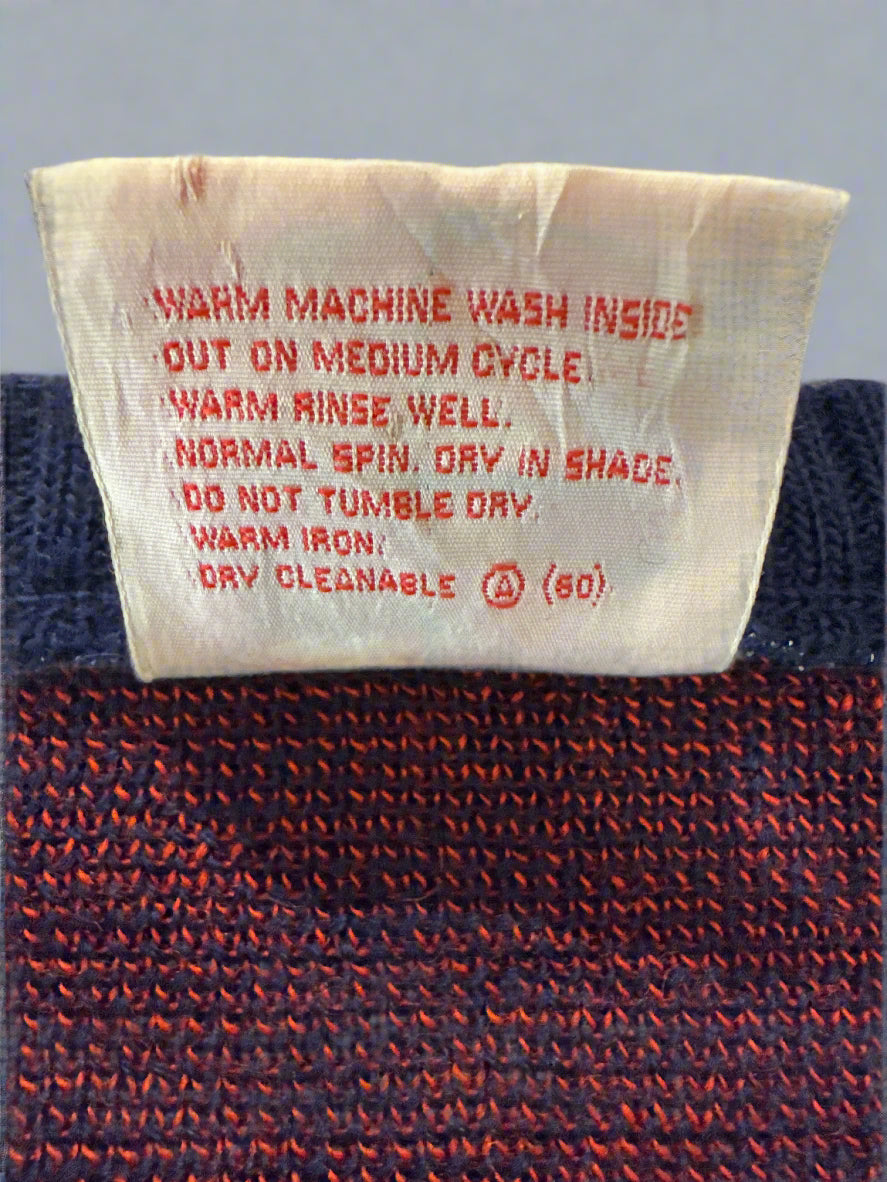 WARM MACHINE WASH INSIDE
OUT ON MEDIUM CYCLE.
WARM RINSE WELL.
NORMAL SPIN. DRY IN SHADE.
DO NOT TUMBLE DRY.
WARM IRON.
DRY CLEANABLE Ⓐ (60)